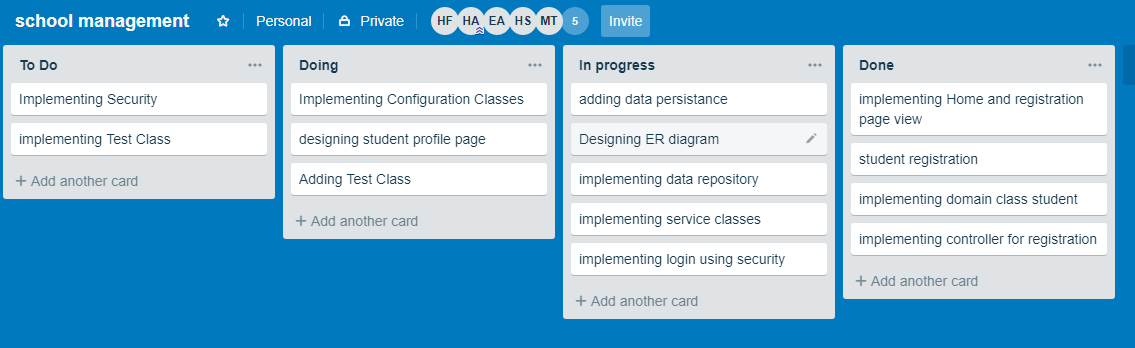 school management
Personal
Private
HF HA EA HS MT 5
Invite
To Do
Implementing Security
implementing Test Class
+ Add another card
Doing
Implementing Configuration Classes
designing student profile page
Adding Test Class
+ Add another card
In progress
adding data persistance
Designing ER diagram
implementing data repository
implementing service classes
implementing login using security
+ Add another card
Done
implementing Home and registration
page view
student registration
implementing domain class student
implementing controller for registration
+ Add another card